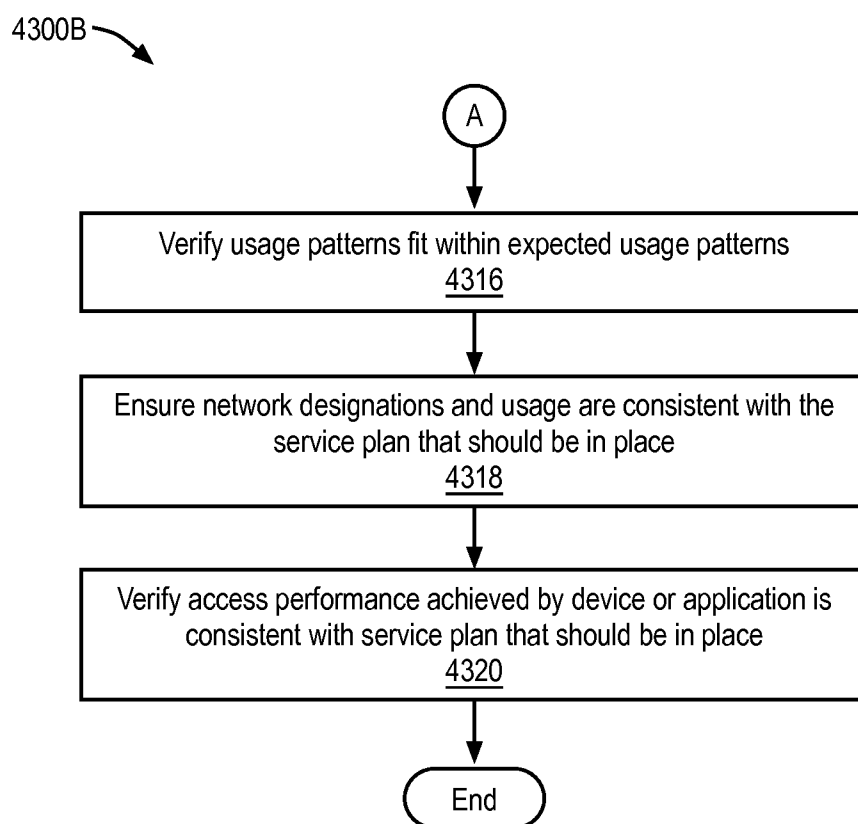 4300B
A
Verify usage patterns fit within expected usage patterns
4316
Ensure network designations and usage are consistent with the
service plan that should be in place
4318
Verify access performance achieved by device or application is
consistent with service plan that should be in place
4320
End